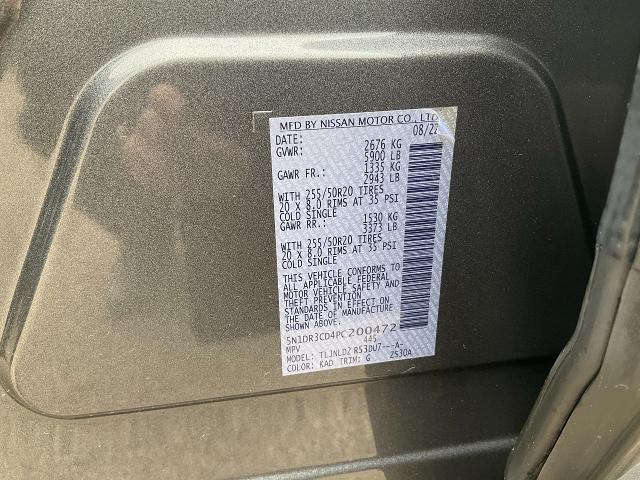 MFD BY NISSAN MOTOR CO., LTD
DATE: 08/22
GVWR: 2676 KG
5900 LB
GAWR FR.: 1335 KG
2943 LB
WITH 255/50R20 TIRES
20 X 8.0 RIMS AT 35 PSI
COLD SINGLE
GAWR RR.: 1530 KG
3373 LB
WITH 255/50R20 TIRES
20 X 8.0 RIMS AT 35 PSI
COLD SINGLE
THIS VEHICLE CONFORMS TO
ALL APPLICABLE FEDERAL
MOTOR VEHICLE SAFETY AND
THEFT PREVENTION
STANDARDS IN EFFECT ON
THE DATE OF MANUFACTURE
SHOWN ABOVE.
5N1DR3CD4PC200472
MPV 445
MODEL: TLJNLDZ RS3DU7---A-
COLOR: KAD TRIM: G ZS30A